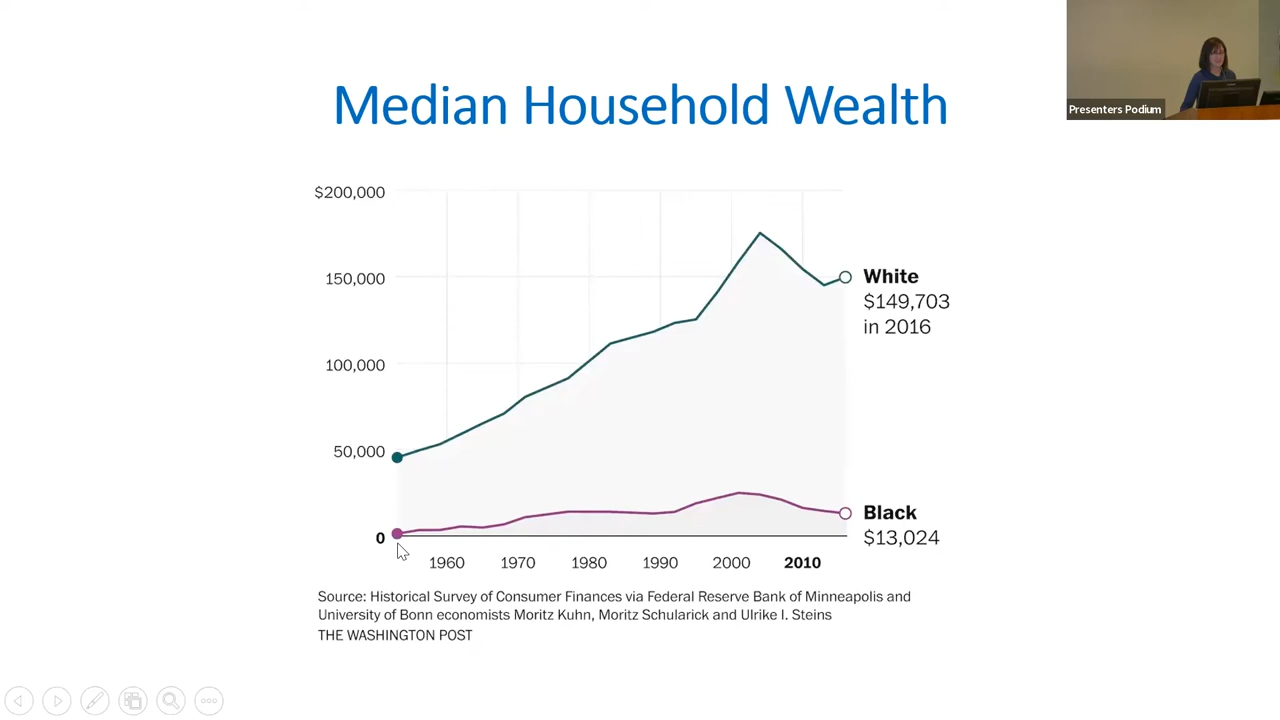 Presenters Podium
Median Household Wealth
$200,000
150,000
100,000
50,000
0
1960 1970 1980 1990 2000 2010
White
$149,703
in 2016
Black
$13,024
Source: Historical Survey of Consumer Finances via Federal Reserve Bank of Minneapolis and
University of Bonn economists Moritz Kuhn, Moritz Schularick and Ulrike I. Steins
THE WASHINGTON POST